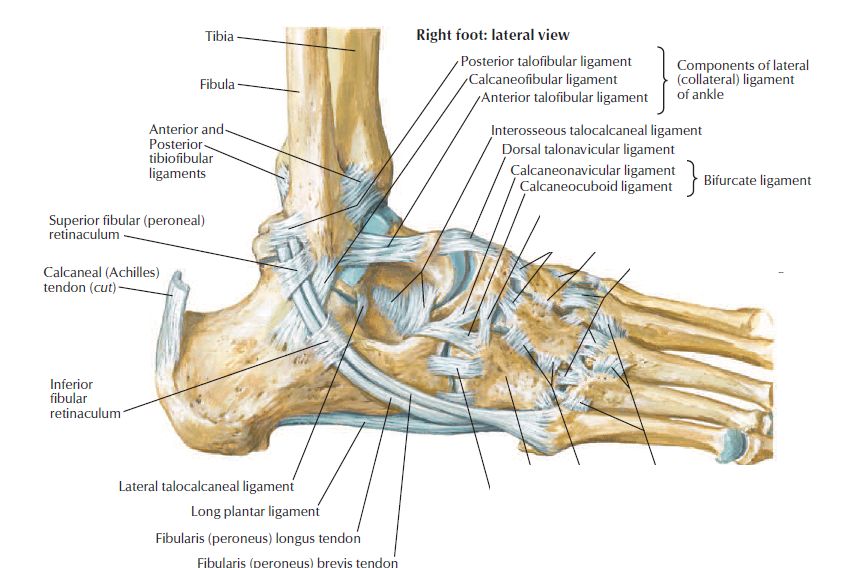 Right foot: lateral view
Tibia
Fibula
Anterior and
Posterior
tibiofibular
ligaments
Superior fibular (peroneal)
retinaculum
Calcaneal (Achilles)
tendon (cut)
Inferior
fibular
retinaculum
Posterior talofibular ligament
Calcaneofibular ligament
Anterior talofibular ligament
Components of lateral
(collateral) ligament
of ankle
Interosseous talocalcaneal ligament
Dorsal talonavicular ligament
Calcaneonavicular ligament
Calcaneocuboid ligament
Bifurcate ligament
Lateral talocalcaneal ligament
Long plantar ligament
Fibularis (peroneus) longus tendon
Fibularis (peroneus) brevis tendon